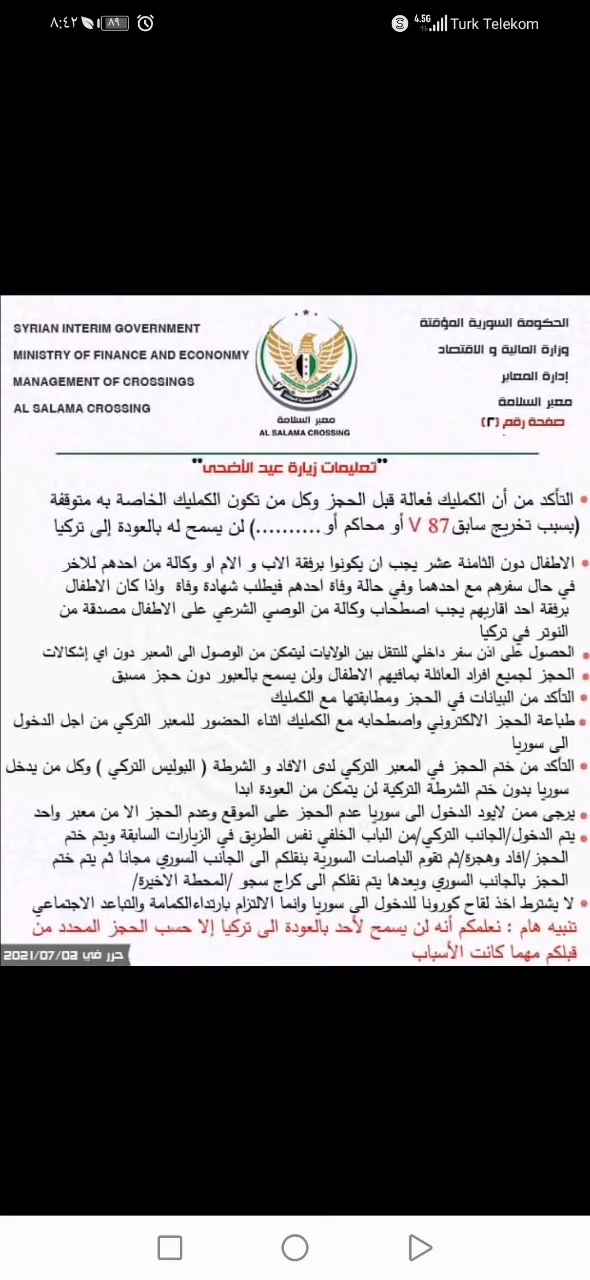 ٨:٤٢
٨٩
4.5G
Turk Telekom
SYRIAN INTERIM GOVERNMENT
MINISTRY OF FINANCE AND ECONONMY
MANAGEMENT OF CROSSINGS
AL SALAMA CROSSING
معبر السلامة
AL SALAMA CROSSING
الحكومة السورية المؤقتة
وزارة المالية و الاقتصاد
إدارة المعابر
معبر السلامة
صفحة رقم (٢)
"تعليمات زيارة عيد الأضحى"
• التأكد من أن الكمليك فعالة قبل الحجز وكل من تكون الكمليك الخاصة به متوقفة
(بسبب تخريج سابق V 87 أو محاكم أو ..........) لن يسمح له بالعودة إلى تركيا
• الاطفال دون الثامنة عشر يجب ان يكونوا برفقة الاب و الام او وكالة من احدهم للاخر
في حال سفرهم مع احدهما وفي حالة وفاة احدهم فيطلب شهادة وفاة واذا كان الاطفال
برفقة احد اقاربهم يجب اصطحاب وكالة من الوصي الشرعي على الاطفال مصدقة من
النوتر في تركيا
• الحصول على اذن سفر داخلي للتنقل بين الولايات ليتمكن من الوصول الى المعبر دون اي إشكالات
• الحجز لجميع افراد العائلة بمافيهم الاطفال ولن يسمح بالعبور دون حجز مسبق
• التأكد من البيانات في الحجز ومطابقتها مع الكمليك
• طباعة الحجز الالكتروني واصطحابه مع الكمليك اثناء الحضور للمعبر التركي من اجل الدخول
الى سوريا
• التأكد من ختم الحجز في المعبر التركي لدى الافاد و الشرطة ( البوليس التركي ) وكل من يدخل
سوريا بدون ختم الشرطة التركية لن يتمكن من العودة ابدا
• يرجى ممن لايود الدخول الى سوريا عدم الحجز على الموقع وعدم الحجز الا من معبر واحد
• يتم الدخول/الجانب التركي/من الباب الخلفي نفس الطريق في الزيارات السابقة ويتم ختم
الحجز/افاد وهجرة/ثم تقوم الباصات السورية بنقلكم الى الجانب السوري مجانا ثم يتم ختم
الحجز بالجانب السوري وبعدها يتم نقلكم الى كراج سجو /المحطة الاخيرة/
• لا يشترط اخذ لقاح كورونا للدخول الى سوريا وانما الالتزام بارتداءالكمامة والتباعد الاجتماعي
تنبيه هام : نعلمكم أنه لن يسمح لأحد بالعودة الى تركيا إلا حسب الحجز المحدد من
قبلكم مهما كانت الأسباب
حرر في 2021/07/02